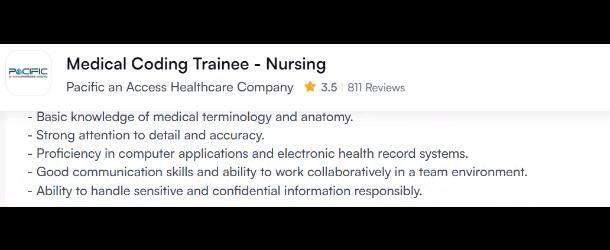 PACIFIC
Medical Coding Trainee - Nursing
Pacific an Access Healthcare Company 3.5 | 811 Reviews
- Basic knowledge of medical terminology and anatomy.
- Strong attention to detail and accuracy.
- Proficiency in computer applications and electronic health record systems.
- Good communication skills and ability to work collaboratively in a team environment.
- Ability to handle sensitive and confidential information responsibly.